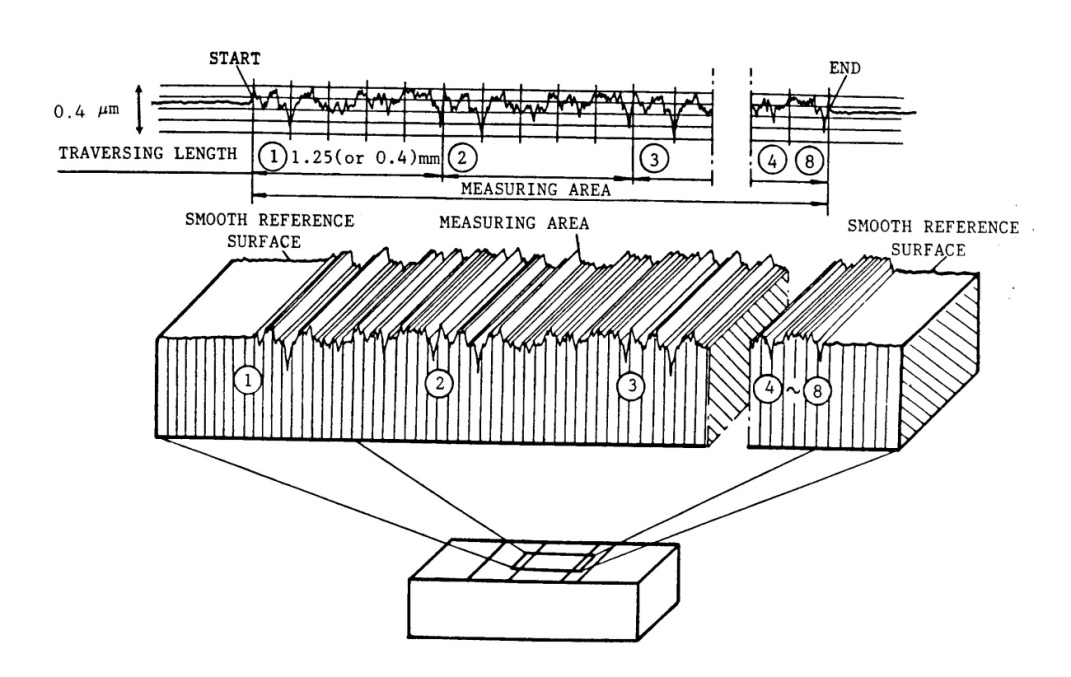 START
END
0.4 μm
TRAVERSING LENGTH
① 1.25(or 0.4)mm
②
③
④ ⑧
MEASURING AREA
SMOOTH REFERENCE
SURFACE
MEASURING AREA
SMOOTH REFERENCE
SURFACE
①
②
③
④ ~ ⑧